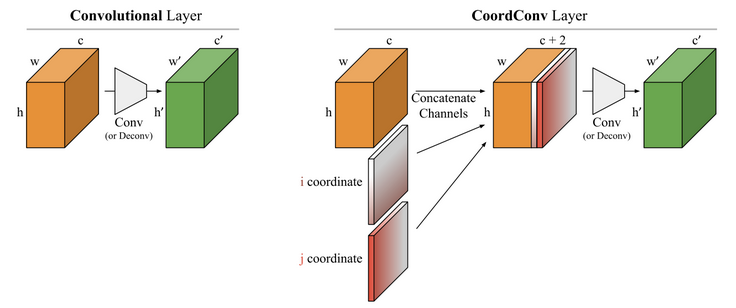 Convolutional Layer
c
w
h
Conv
(or Deconv)
c′
w′
h′
CoordConv Layer
c
w
h
i coordinate
j coordinate
Concatenate
Channels
c + 2
w
h
Conv
(or Deconv)
c′
w′
h′